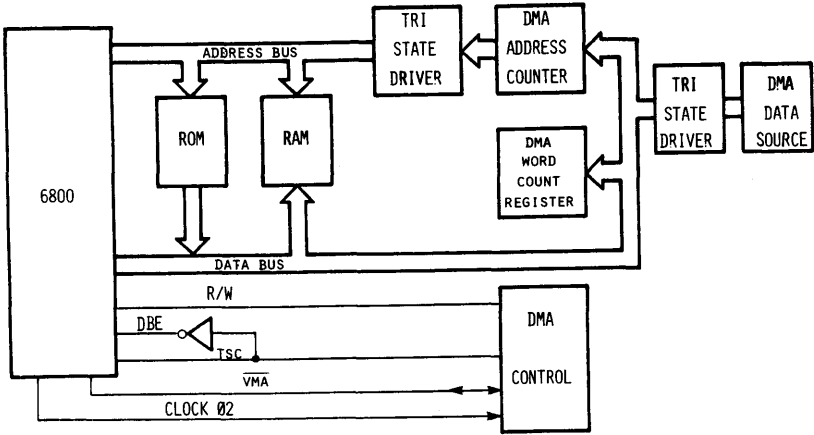 TRI
STATE
DRIVER
DMA
ADDRESS
COUNTER
ADDRESS BUS
TRI
STATE
DRIVER
DMA
DATA
SOURCE
ROM
RAM
DMA
WORD
COUNT
REGISTER
6800
DATA BUS
R/W
DBE
TSC
VMA
CLOCK Ø2
DMA
CONTROL